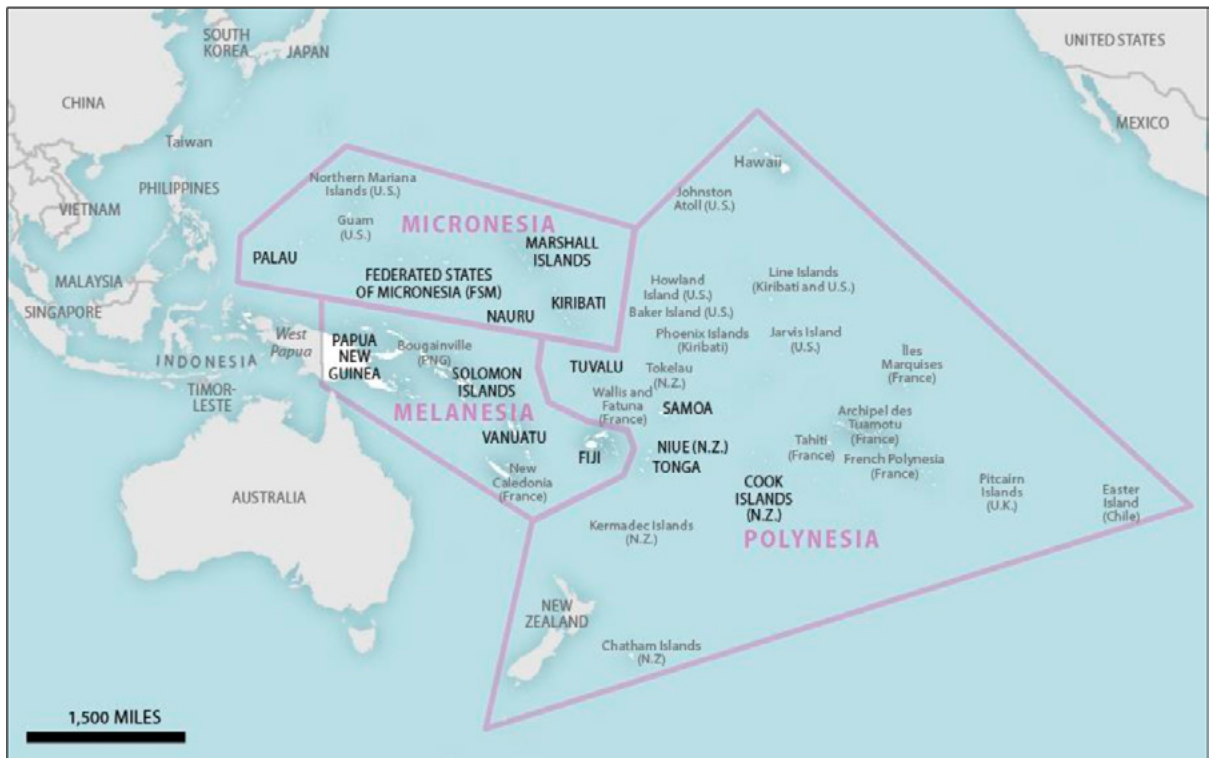 SOUTH
KOREA
JAPAN
UNITED STATES
CHINA
MEXICO
Taiwan
Hawaii
PHILIPPINES
Northern Mariana
Islands (U.S.)
Johnston
Atoll (U.S.)
VIETNAM
Guam
(U.S.)
MICRONESIA
MARSHALL
ISLANDS
PALAU
MALAYSIA
FEDERATED STATES
OF MICRONESIA (FSM)
Howland
Island (U.S.)
Line Islands
(Kiribati and U.S.)
SINGAPORE
KIRIBATI
NAURU
Baker Island (U.S.)
West
Papua
PAPUA
NEW
GUINEA
Bougainville
(PNG)
Phoenix Islands
(Kiribati)
Jarvis Island
(U.S.)
INDONESIA
SOLOMON
ISLANDS
TUVALU
Tokelau
(N.Z.)
Îles
Marquises
(France)
TIMOR-
LESTE
MELANESIA
Wallis and
Fatuna
(France)
SAMOA
Archipel des
Tuamotu
(France)
VANUATU
FIJI
NIUE (N.Z.)
TONGA
Tahiti
(France)
French Polynesia
(France)
New
Caledonia
(France)
COOK
ISLANDS
(N.Z.)
Pitcairn
Islands
(U.K.)
Easter
Island
(Chile)
AUSTRALIA
Kermadec Islands
(N.Z.)
POLYNESIA
NEW
ZEALAND
Chatham Islands
(N.Z)
1,500 MILES